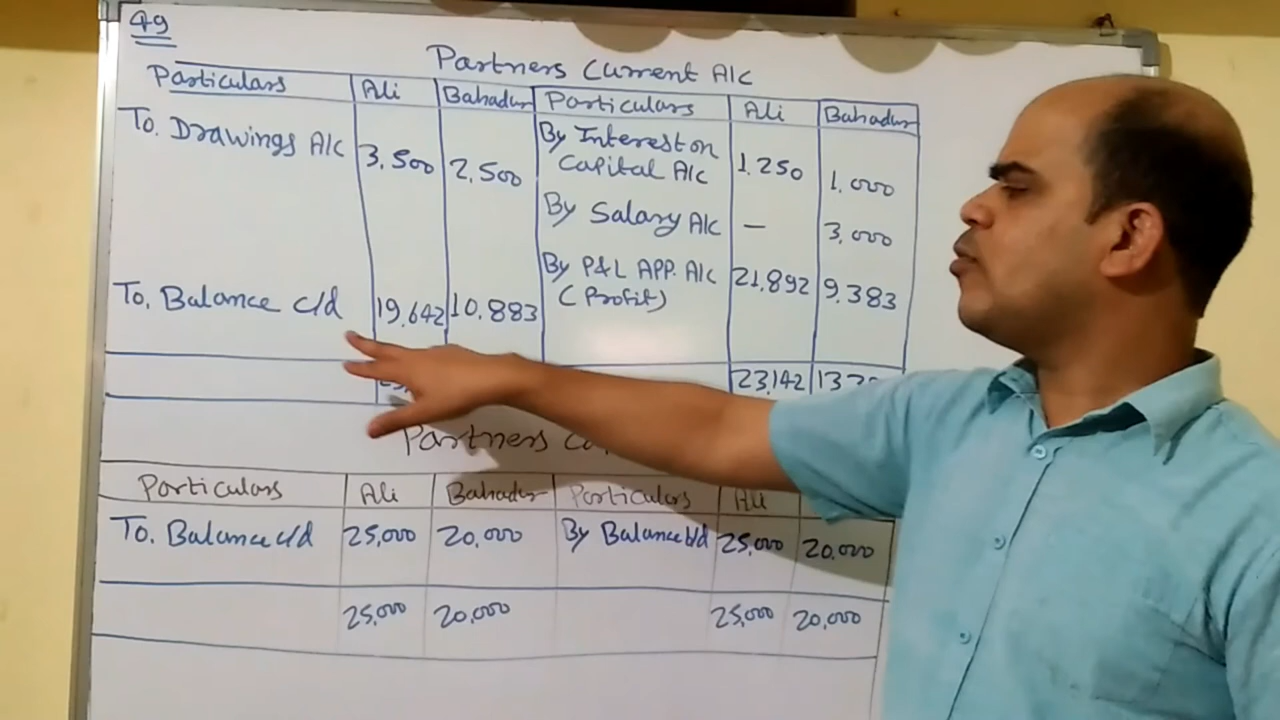 49
Partners Current A/c
Particulars Ali Bahadur Particulars Ali Bahadur
To. Drawings A/c 3,500 2,500 By Interest on Capital A/c 1,250 1,000
By Salary A/c — 3,000
By P&L APP. A/c (Profit) 21,892 9,383
To. Balance c/d 19,642 10,883
23,142
Partners
Particulars Ali Bahadur Particulars Ali
To. Balance c/d 25,000 20,000 By Balance b/d 25,000 20,000
25,000 20,000 25,000 20,000